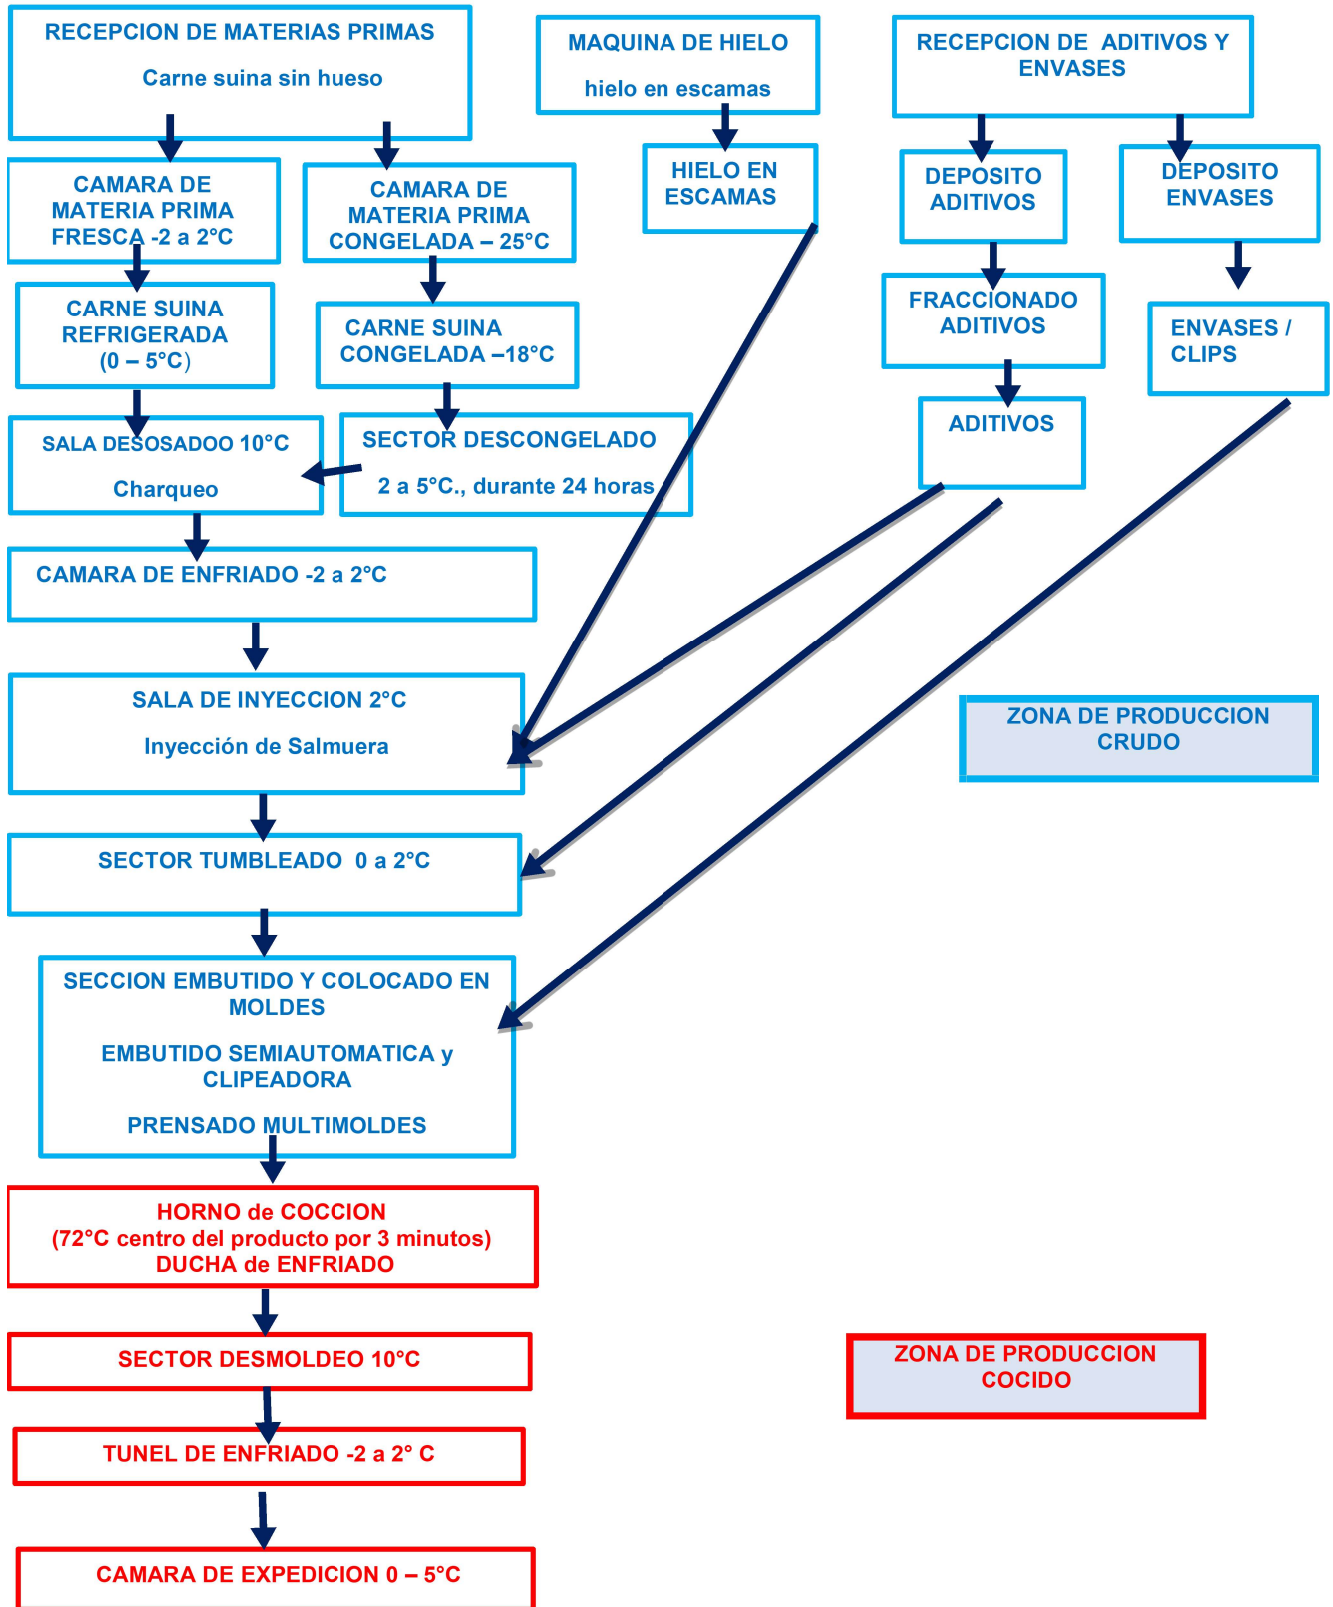 RECEPCION DE MATERIAS PRIMAS
Carne suina sin hueso
MAQUINA DE HIELO
hielo en escamas
RECEPCION DE ADITIVOS Y
ENVASES
CAMARA DE
MATERIA PRIMA
FRESCA -2 a 2°C
CAMARA DE
MATERIA PRIMA
CONGELADA – 25°C
HIELO EN
ESCAMAS
DEPOSITO
ADITIVOS
DEPOSITO
ENVASES
CARNE SUINA
REFRIGERADA
(0 – 5°C)
CARNE SUINA
CONGELADA –18°C
FRACCIONADO
ADITIVOS
ENVASES /
CLIPS
SALA DESOSADOO 10°C
Charqueo
SECTOR DESCONGELADO
2 a 5°C., durante 24 horas
ADITIVOS
CAMARA DE ENFRIADO -2 a 2°C
SALA DE INYECCION 2°C
Inyección de Salmuera
ZONA DE PRODUCCION
CRUDO
SECTOR TUMBLEADO 0 a 2°C
SECCION EMBUTIDO Y COLOCADO EN
MOLDES
EMBUTIDO SEMIAUTOMATICA y
CLIPEADORA
PRENSADO MULTIMOLDES
HORNO de COCCION
(72°C centro del producto por 3 minutos)
DUCHA de ENFRIADO
SECTOR DESMOLDEO 10°C
ZONA DE PRODUCCION
COCIDO
TUNEL DE ENFRIADO -2 a 2° C
CAMARA DE EXPEDICION 0 – 5°C